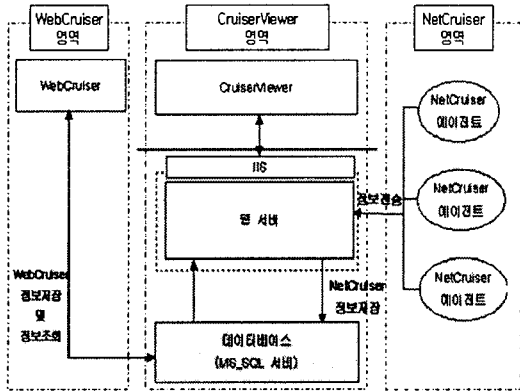 WebCruiser
영역
CruiserViewer
영역
NetCruiser
영역
WebCruiser
CruiserViewer
NetCruiser
에이전트
IIS
웹 서버
정보전송
NetCruiser
에이전트
WebCruiser
정보저장
및
정보조회
NetCruiser
정보저장
NetCruiser
에이전트
데이터베이스
(MS_SQL 서버)